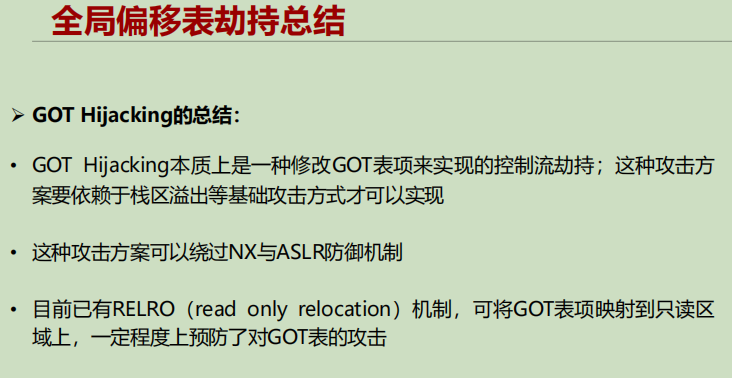 全局偏移表劫持总结
➢ GOT Hijacking的总结：
• GOT Hijacking本质上是一种修改GOT表项来实现的控制流劫持；这种攻击方
案要依赖于栈区溢出等基础攻击方式才可以实现
• 这种攻击方案可以绕过NX与ASLR防御机制
• 目前已有RELRO（read only relocation）机制，可将GOT表项映射到只读区
域上，一定程度上预防了对GOT表的攻击